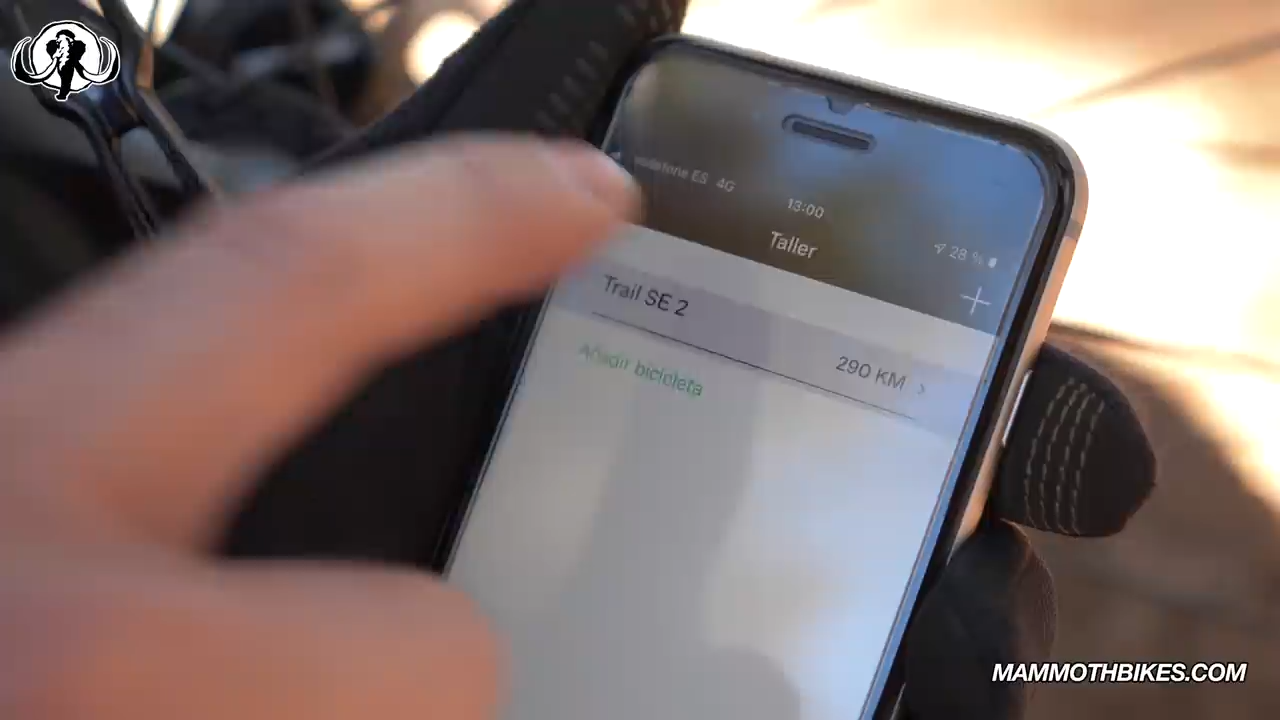 vodafone ES 4G
13:00
28 %
Taller
+
Trail SE 2
290 KM >
Añadir bicicleta
MAMMOTHBIKES.COM